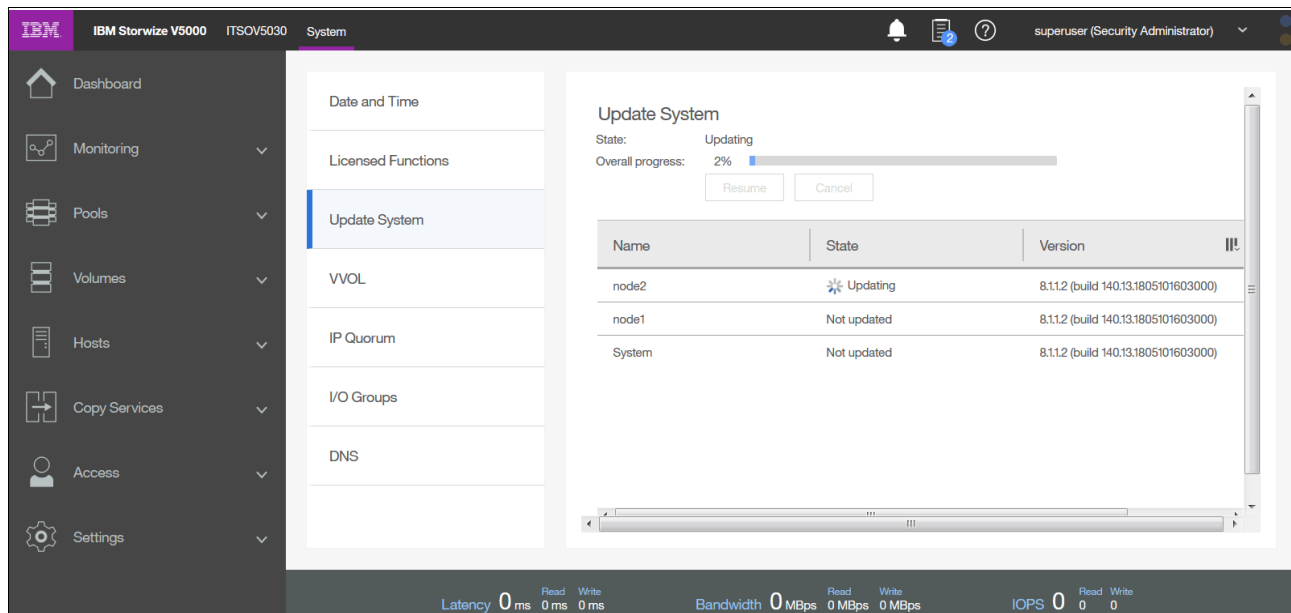 IBM IBM Storwize V5000 ITSOV5030 System 2 superuser (Security Administrator)
Dashboard
Monitoring
Pools
Volumes
Hosts
Copy Services
Access
Settings
Date and Time
Licensed Functions
Update System
VVOL
IP Quorum
I/O Groups
DNS
Update System
State: Updating
Overall progress: 2%
Resume Cancel
Name State Version
node2 Updating 8.1.1.2 (build 140.13.1805101603000)
node1 Not updated 8.1.1.2 (build 140.13.1805101603000)
System Not updated 8.1.1.2 (build 140.13.1805101603000)
Read Write Read Write Read Write
Latency 0 ms 0 ms 0 ms Bandwidth 0 MBps 0 MBps 0 MBps IOPS 0 0 0